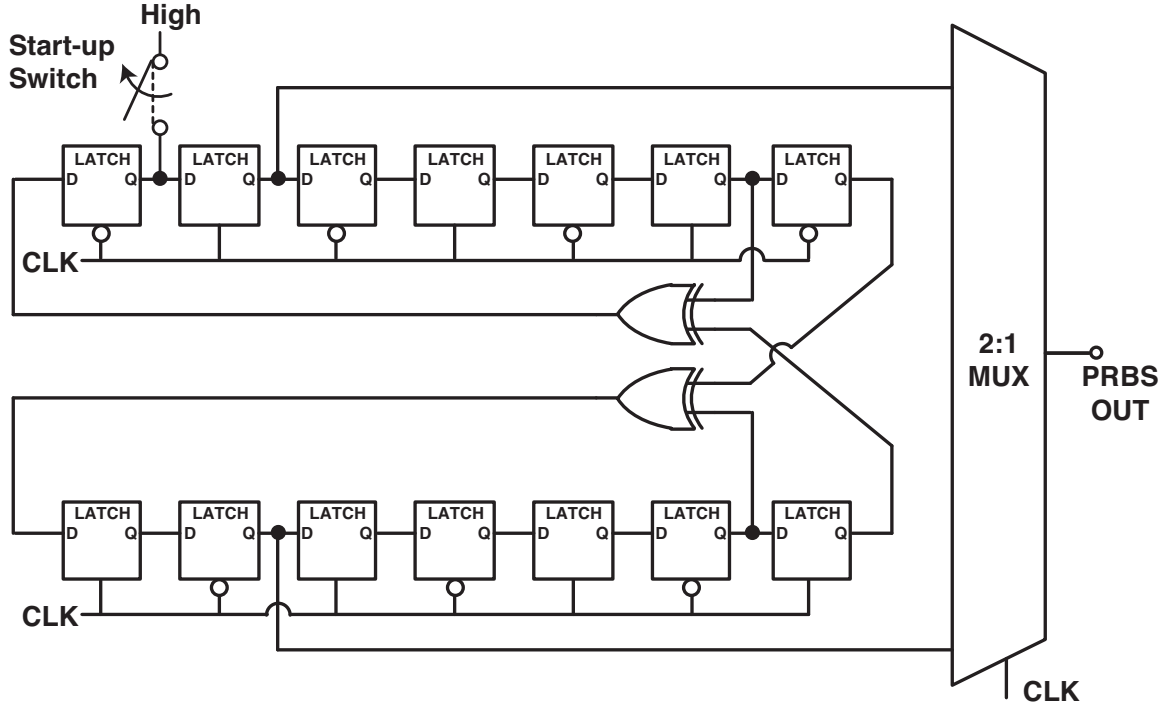 High
Start-up
Switch
LATCH LATCH LATCH LATCH LATCH LATCH LATCH
D Q D Q D Q D Q D Q D Q D Q
CLK
2:1
MUX
PRBS
OUT
LATCH LATCH LATCH LATCH LATCH LATCH LATCH
D Q D Q D Q D Q D Q D Q D Q
CLK
CLK